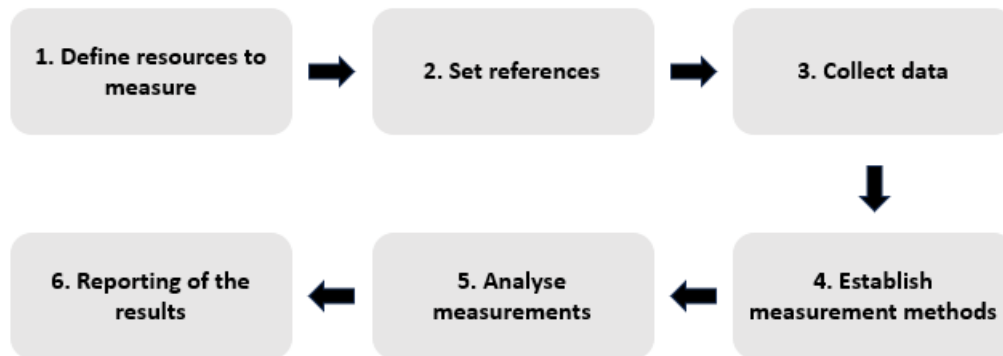 1. Define resources to
measure
2. Set references
3. Collect data
4. Establish
measurement methods
5. Analyse
measurements
6. Reporting of the
results